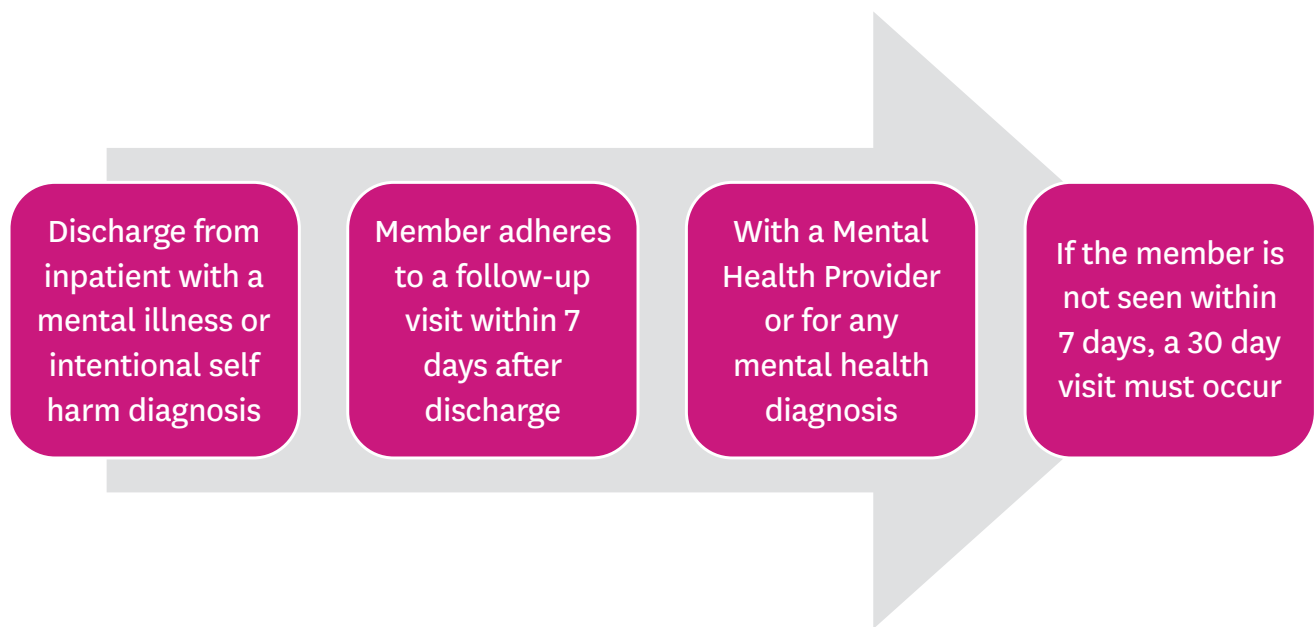 Discharge from
inpatient with a
mental illness or
intentional self
harm diagnosis
Member adheres
to a follow-up
visit within 7
days after
discharge
With a Mental
Health Provider
or for any
mental health
diagnosis
If the member is
not seen within
7 days, a 30 day
visit must occur